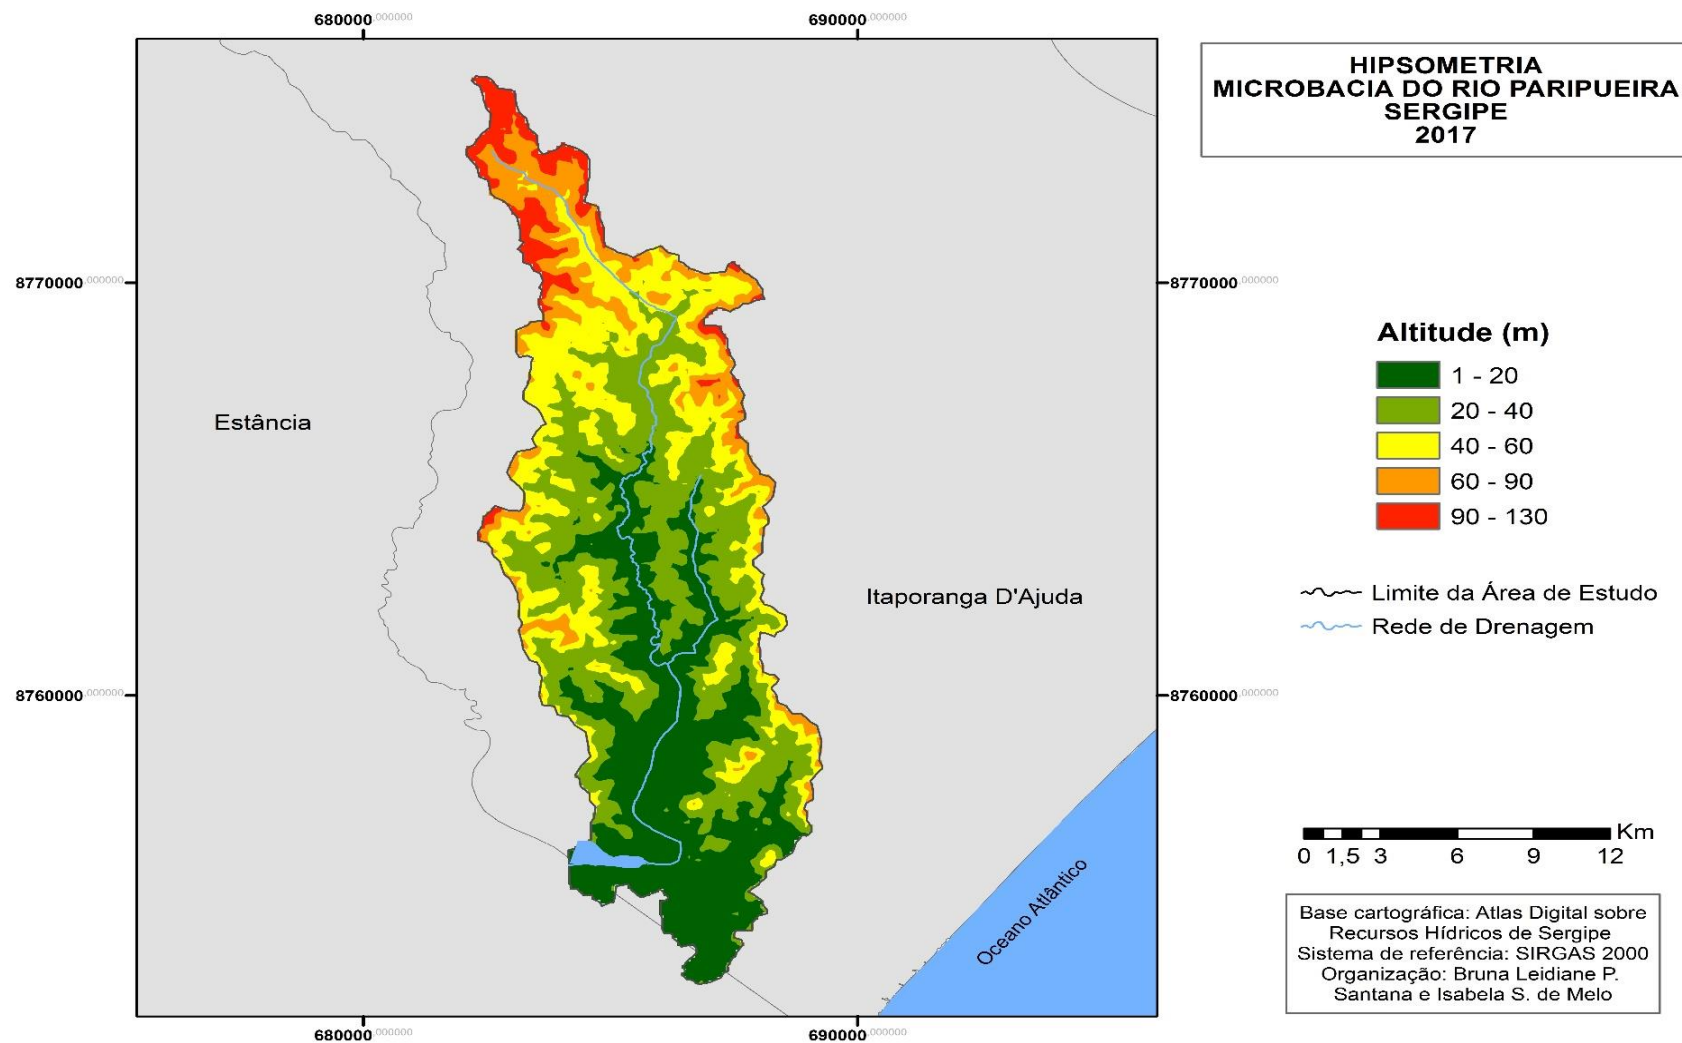 680000,000000
690000,000000
HIPSOMETRIA
MICROBACIA DO RIO PARIPUEIRA
SERGIPE
2017
8770000,000000
8770000,000000
Altitude (m)
1 - 20
20 - 40
40 - 60
60 - 90
90 - 130
Estância
Itaporanga D'Ajuda
Limite da Área de Estudo
Rede de Drenagem
8760000,000000
8760000,000000
Oceano Atlântico
Km
0 1,5 3 6 9 12
Base cartográfica: Atlas Digital sobre
Recursos Hídricos de Sergipe
Sistema de referência: SIRGAS 2000
Organização: Bruna Leidiane P.
Santana e Isabela S. de Melo
680000,000000
690000,000000